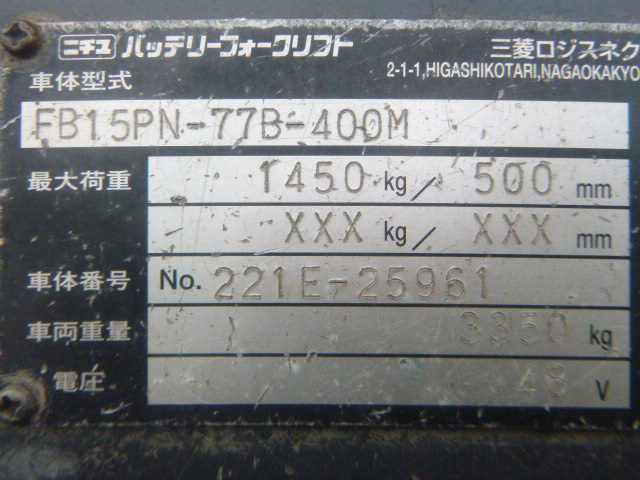 ニチユ バッテリーフォークリフト 三菱ロジスネク
2-1-1,HIGASHIKOTARI,NAGAOKAKYO
車体型式
FB15PN-77B-400M
最大荷重 1450 kg／ 500 mm
XXX kg／ XXX mm
車体番号 No. 221E-25961
車両重量 3350 kg
電圧 48 V